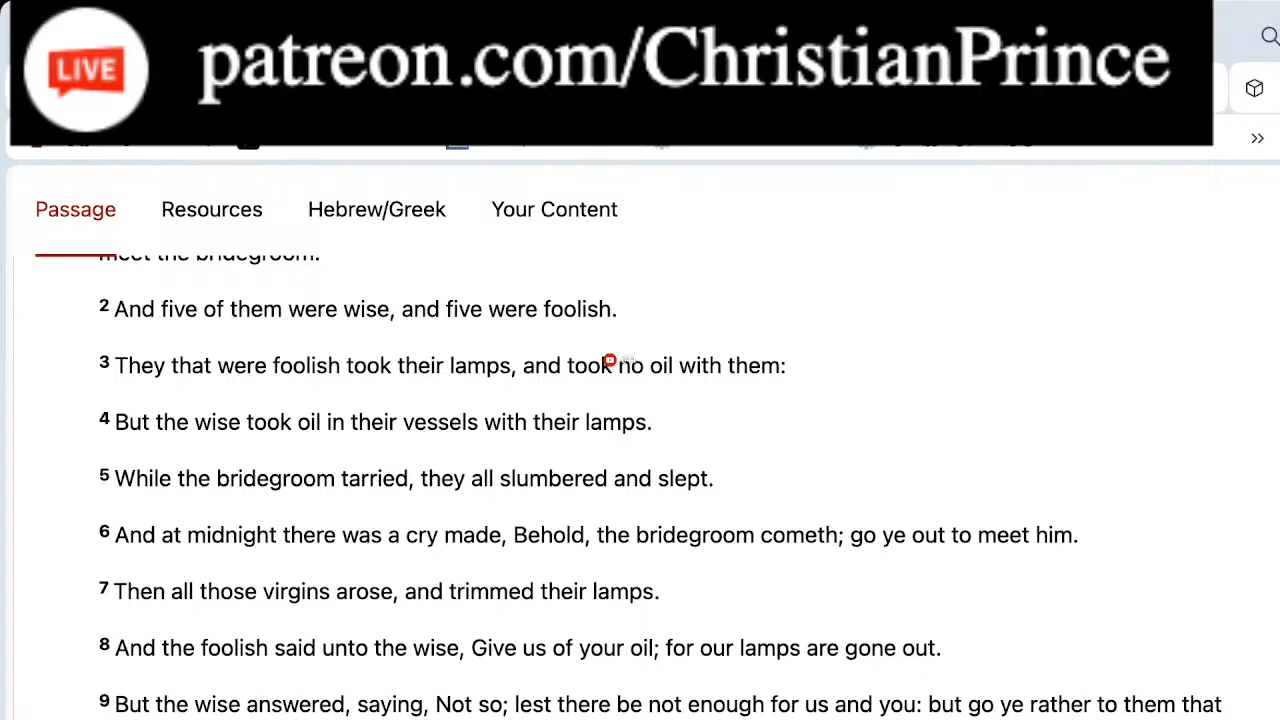 LIVE
patreon.com/ChristianPrince
Passage Resources Hebrew/Greek Your Content
meet the bridegroom.
2 And five of them were wise, and five were foolish.
3 They that were foolish took their lamps, and took no oil with them:
4 But the wise took oil in their vessels with their lamps.
5 While the bridegroom tarried, they all slumbered and slept.
6 And at midnight there was a cry made, Behold, the bridegroom cometh; go ye out to meet him.
7 Then all those virgins arose, and trimmed their lamps.
8 And the foolish said unto the wise, Give us of your oil; for our lamps are gone out.
9 But the wise answered, saying, Not so; lest there be not enough for us and you: but go ye rather to them that